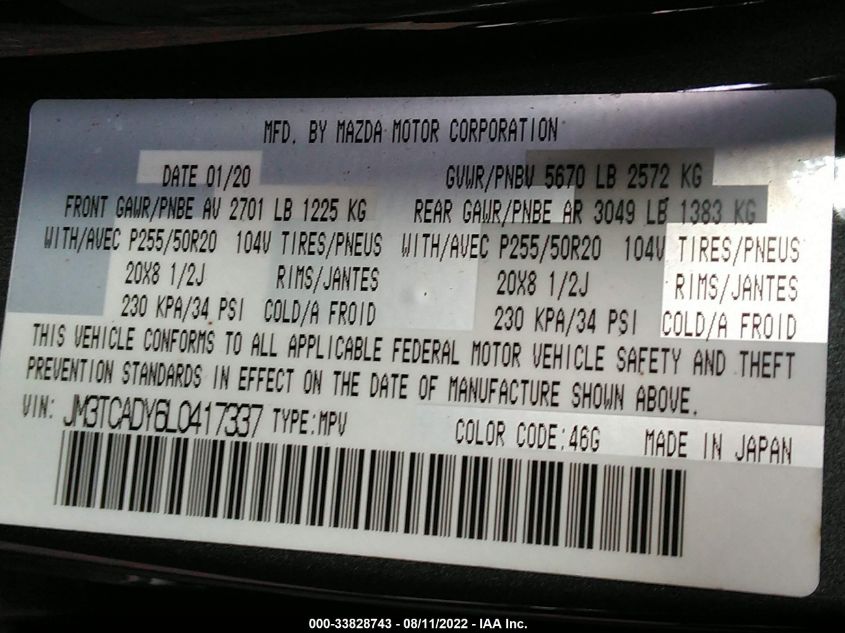 MFD. BY MAZDA MOTOR CORPORATION
DATE 01/20 GVWR/PNBV 5670 LB 2572 KG
FRONT GAWR/PNBE AV 2701 LB 1225 KG REAR GAWR/PNBE AR 3049 LB 1383 KG
WITH/AVEC P255/50R20 104V TIRES/PNEUS WITH/AVEC P255/50R20 104V TIRES/PNEUS
20X8 1/2J RIMS/JANTES 20X8 1/2J RIMS/JANTES
230 KPA/34 PSI COLD/A FROID 230 KPA/34 PSI COLD/A FROID
THIS VEHICLE CONFORMS TO ALL APPLICABLE FEDERAL MOTOR VEHICLE SAFETY AND THEFT
PREVENTION STANDARDS IN EFFECT ON THE DATE OF MANUFACTURE SHOWN ABOVE.
VIN: JM3TCADY6L0417337 TYPE:MPV COLOR CODE:46G MADE IN JAPAN
000-33828743 - 08/11/2022 - IAA Inc.